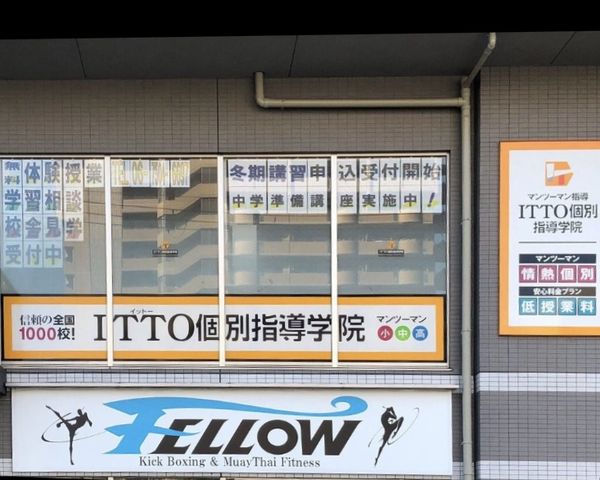 無料体験授業
学習相談
校舎見学
受付中
冬期講習申込受付開始
中学準備講座実施中!
信頼の全国
1000校!
イットー
ITTO個別指導学院
マンツーマン
小中高
マンツーマン指導
ITTO個別
指導学院
マンツーマン
情熱個別
安心料金プラン
低授業料
FELLOW
Kick Boxing & MuayThai Fitness